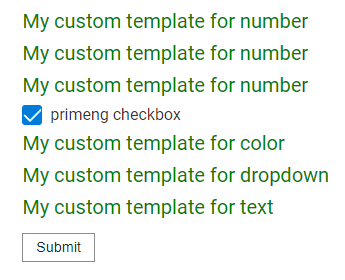 My custom template for number
My custom template for number
My custom template for number
primeng checkbox
My custom template for color
My custom template for dropdown
My custom template for text
Submit